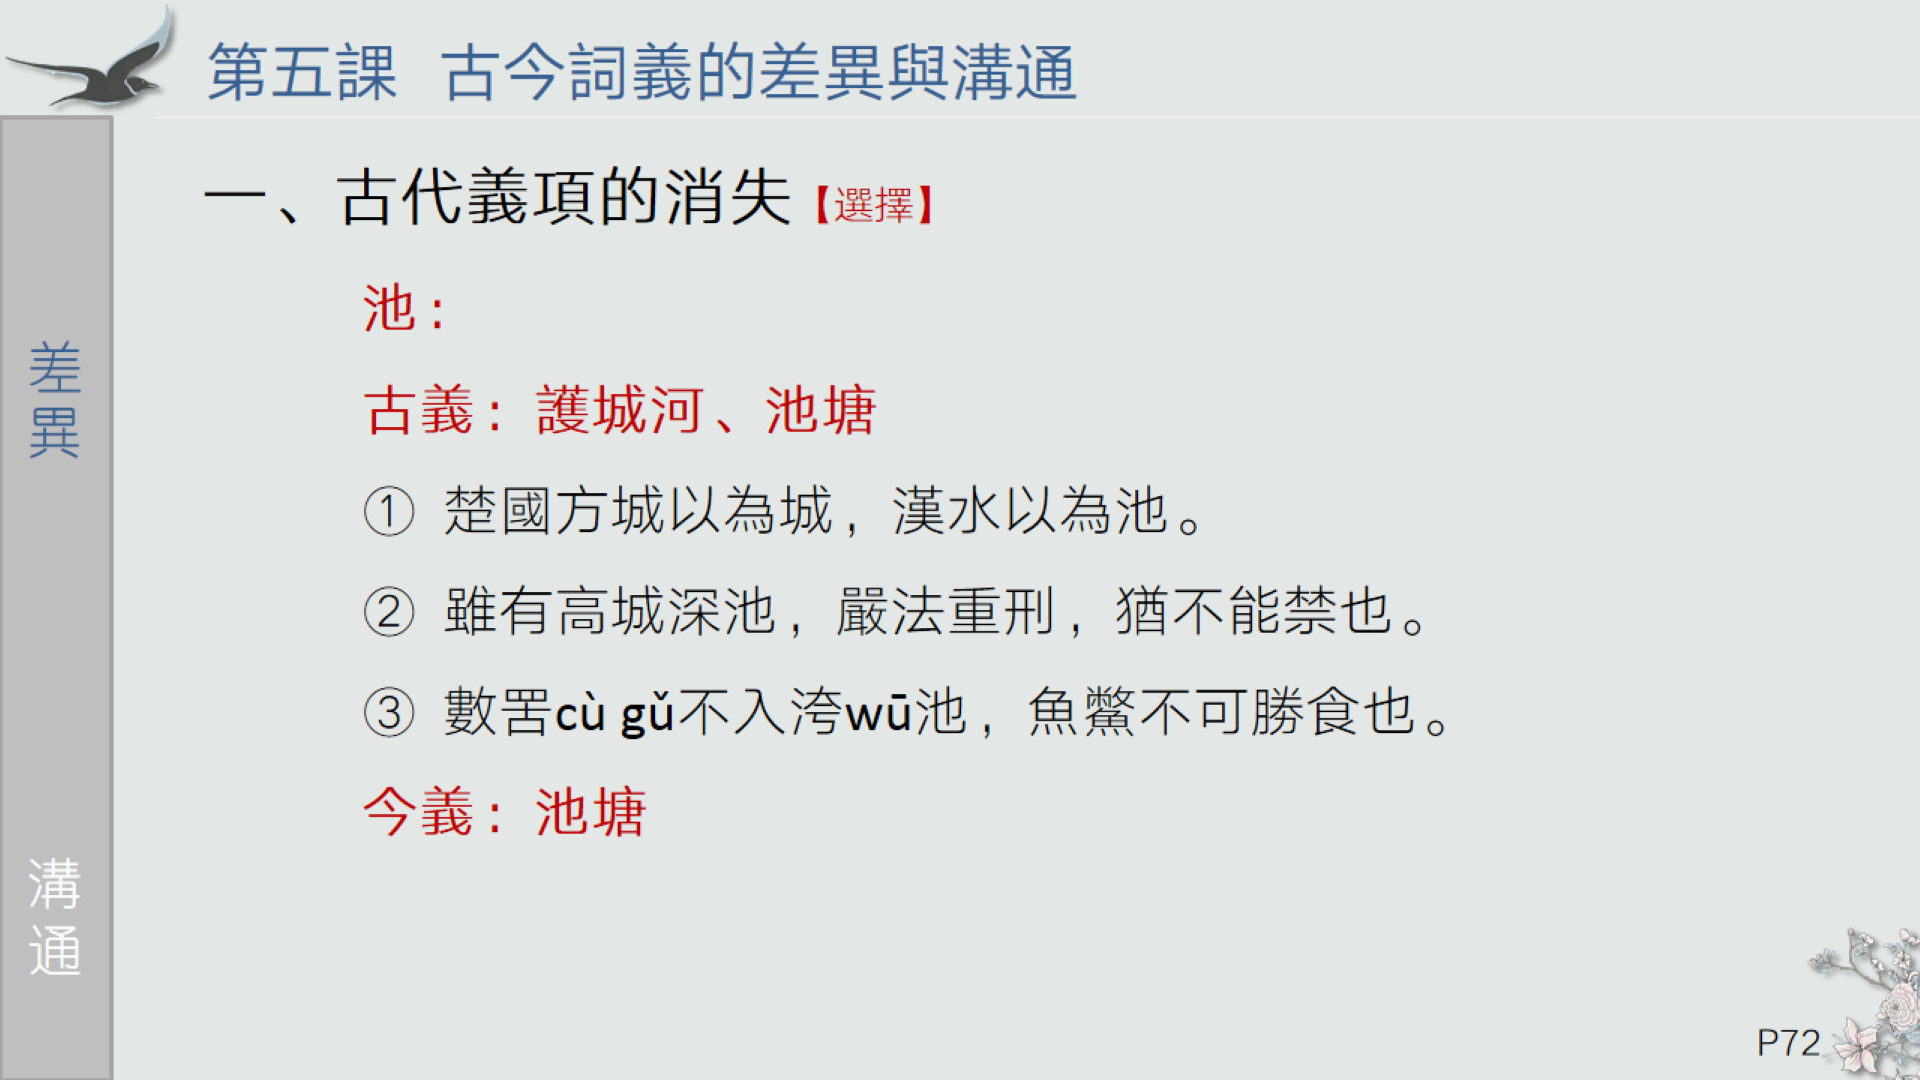 第五課 古今詞義的差異與溝通
一、古代義項的消失【選擇】
池：
古義：護城河、池塘
① 楚國方城以為城，漢水以為池。
② 雖有高城深池，嚴法重刑，猶不能禁也。
③ 數罟cù gǔ不入洿wū池，魚鱉不可勝食也。
今義：池塘
差異
溝通
P72